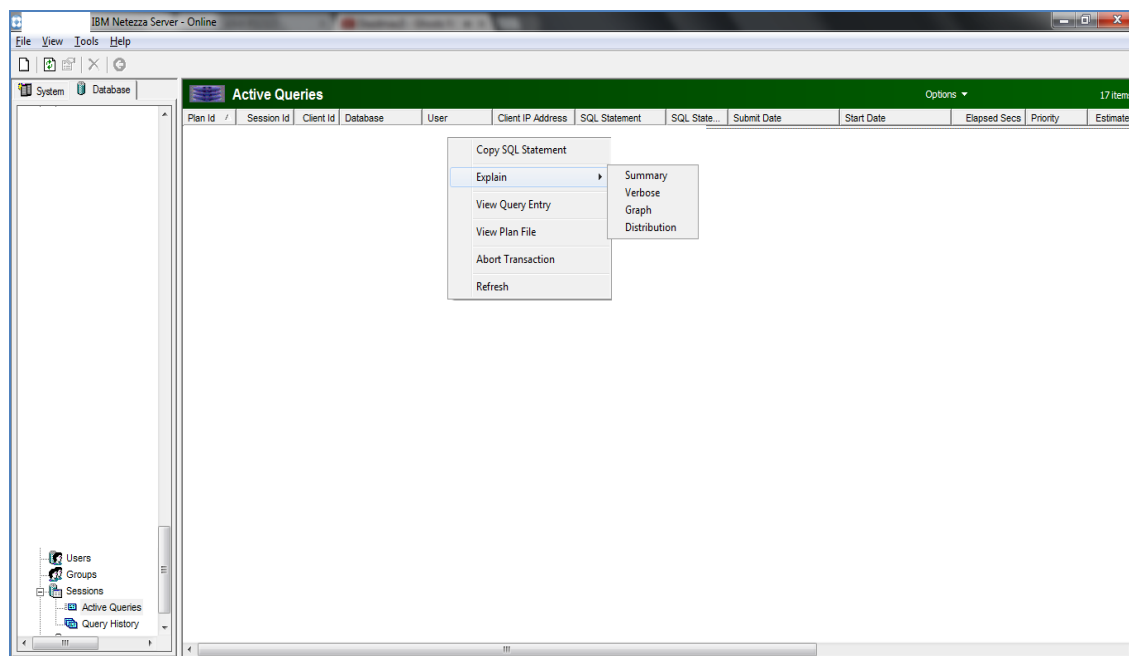 IBM Netezza Server - Online
File View Tools Help
System Database
Active Queries Options 17 items
Plan Id / Session Id Client Id Database User Client IP Address SQL Statement SQL State... Submit Date Start Date Elapsed Secs Priority Estimate
Copy SQL Statement
Explain
Summary
Verbose
Graph
Distribution
View Query Entry
View Plan File
Abort Transaction
Refresh
Users
Groups
Sessions
Active Queries
Query History